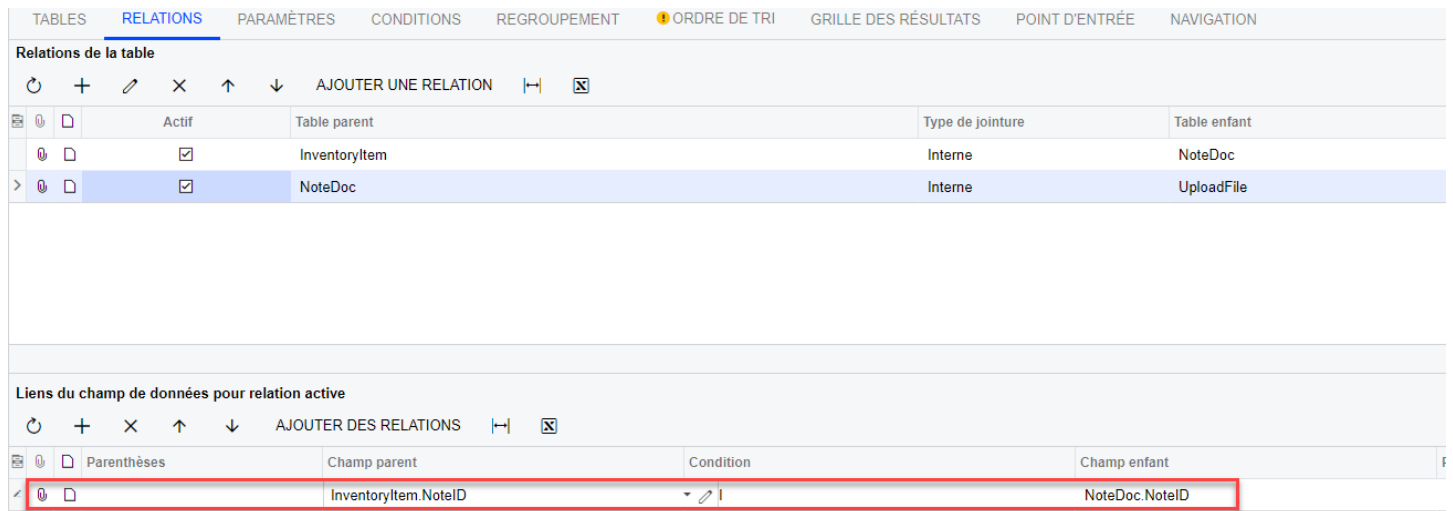 TABLES RELATIONS PARAMÈTRES CONDITIONS REGROUPEMENT ORDRE DE TRI GRILLE DES RÉSULTATS POINT D'ENTRÉE NAVIGATION
Relations de la table
AJOUTER UNE RELATION
Actif Table parent Type de jointure Table enfant
InventoryItem Interne NoteDoc
NoteDoc Interne UploadFile
Liens du champ de données pour relation active
AJOUTER DES RELATIONS
Parenthèses Champ parent Condition Champ enfant
InventoryItem.NoteID NoteDoc.NoteID